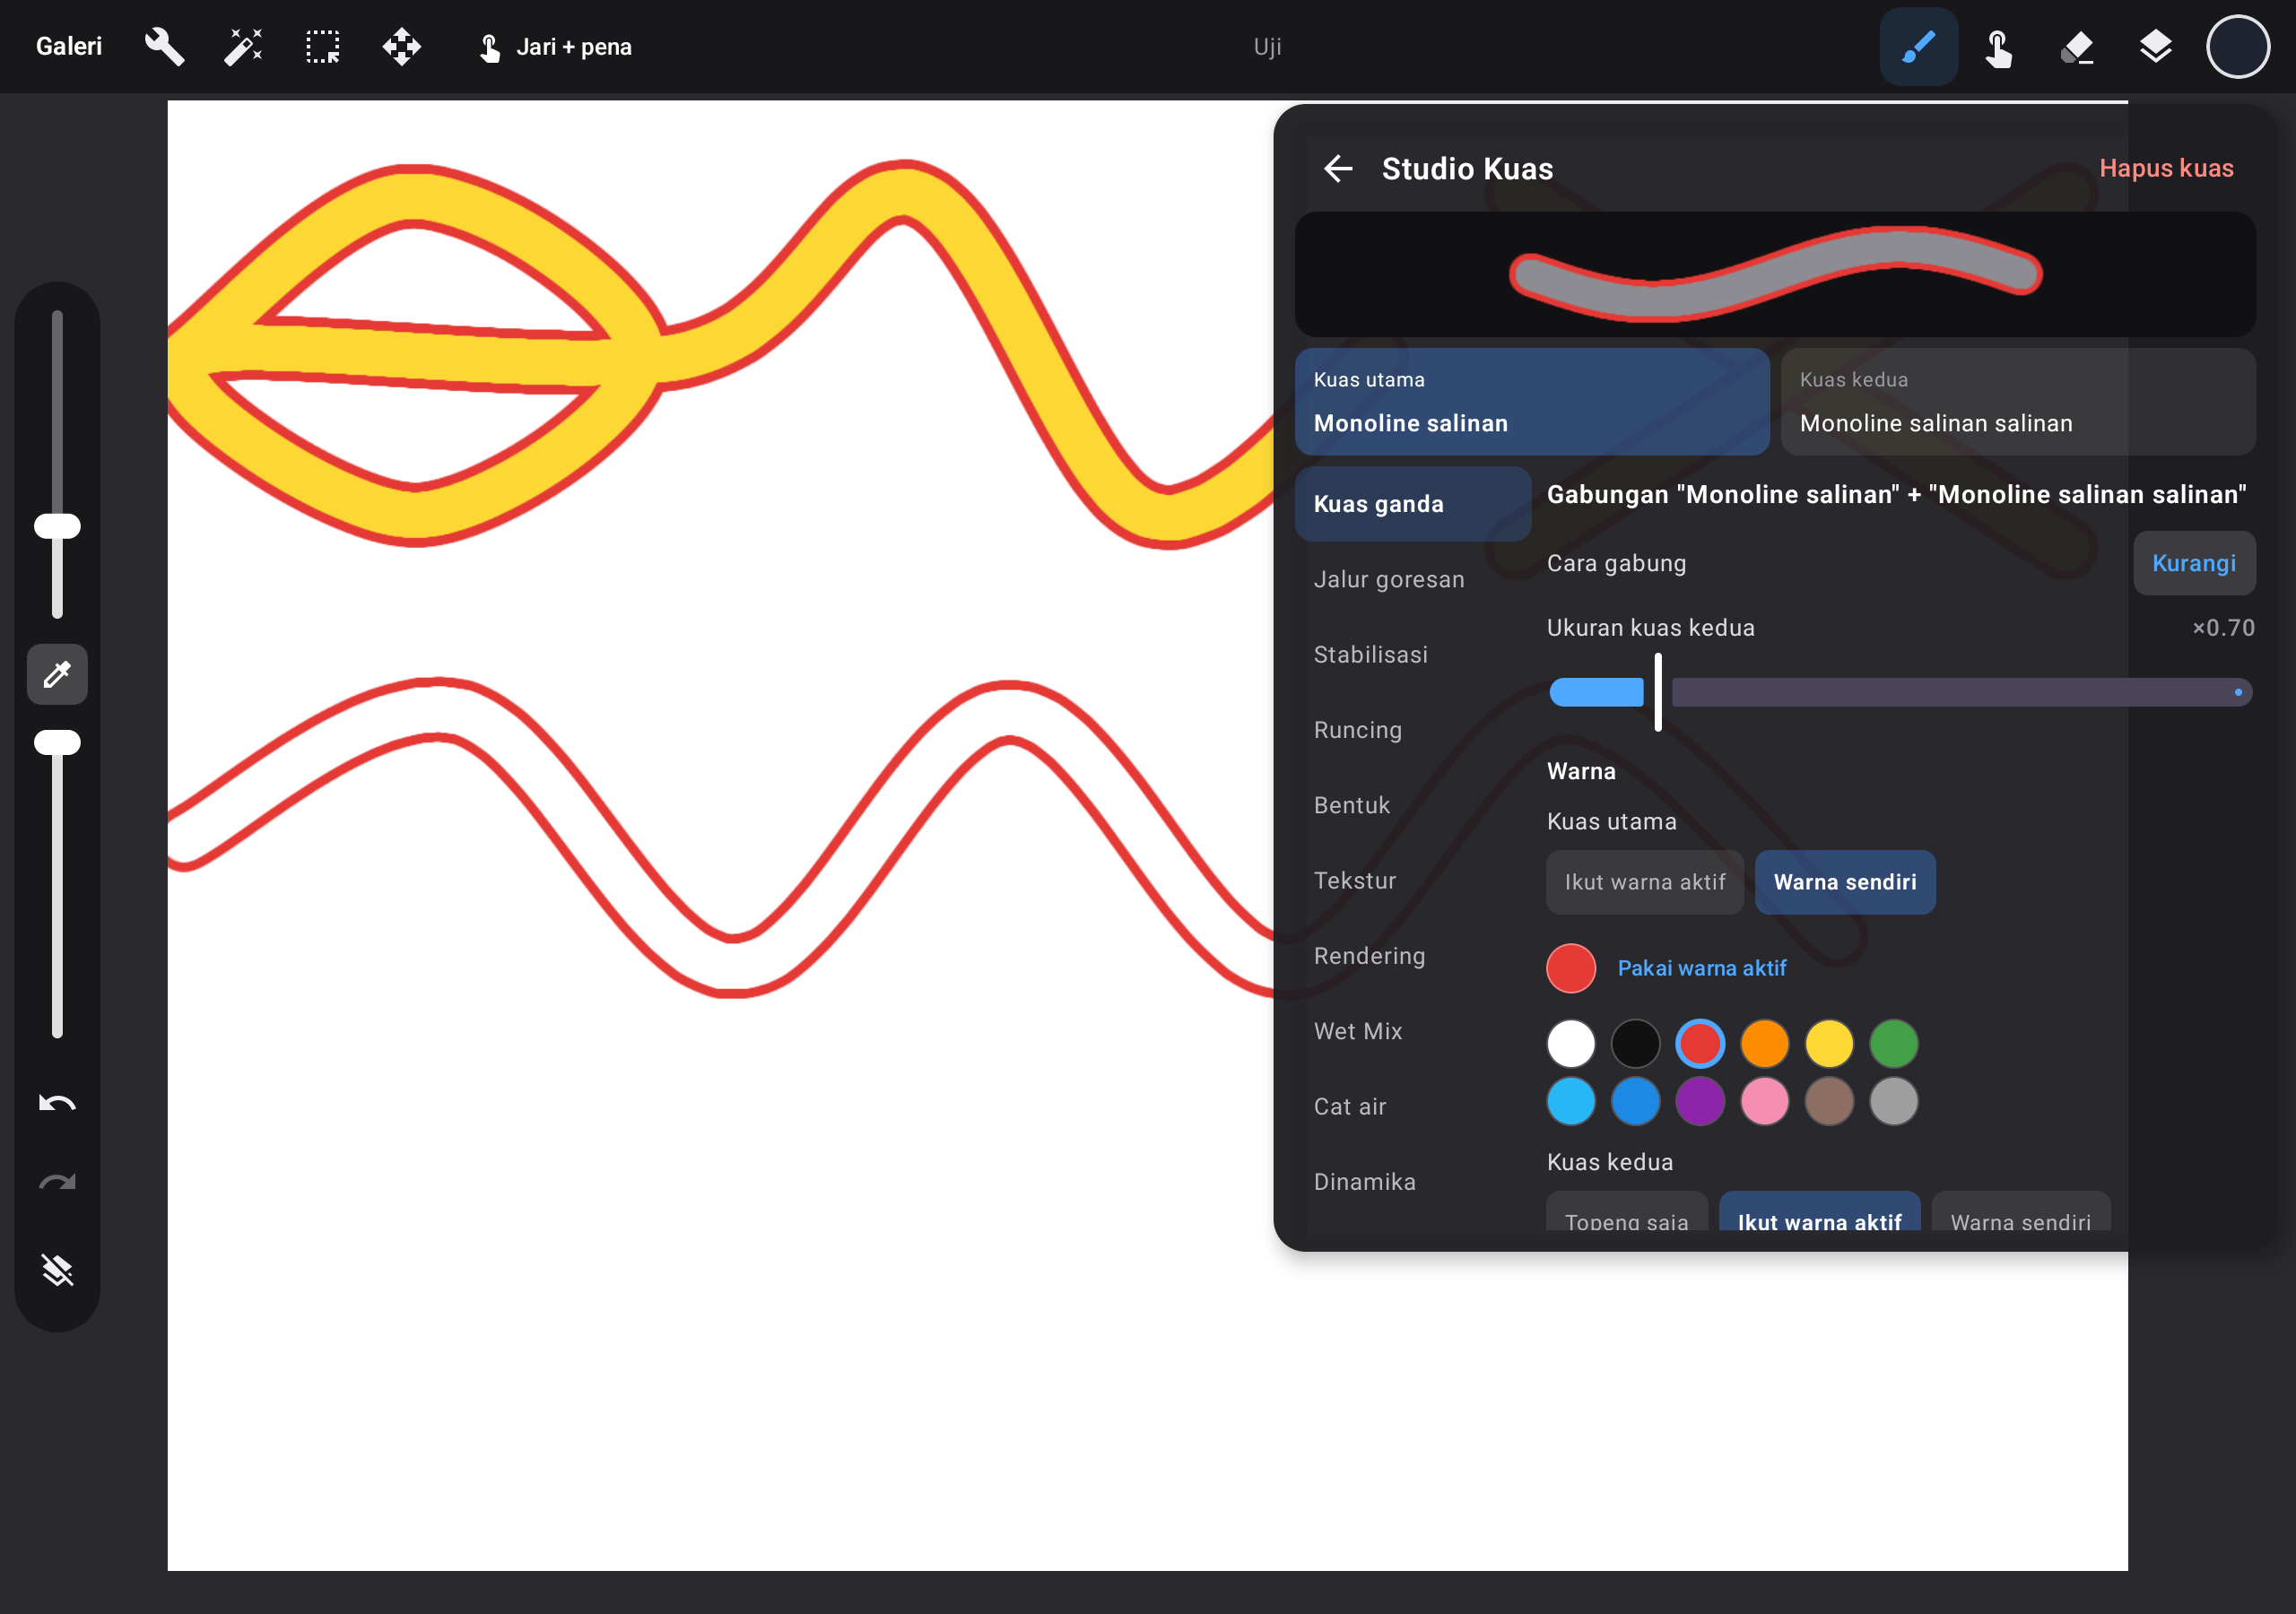 Galeri
Jari + pena
Uji
Studio Kuas
Hapus kuas
Kuas utama
Monoline salinan
Kuas kedua
Monoline salinan salinan
Kuas ganda
Gabungan "Monoline salinan" + "Monoline salinan salinan"
Cara gabung
Kurangi
Jalur goresan
Ukuran kuas kedua
×0.70
Stabilisasi
Runcing
Warna
Bentuk
Kuas utama
Tekstur
Ikut warna aktif
Warna sendiri
Rendering
Pakai warna aktif
Wet Mix
Cat air
Kuas kedua
Dinamika
Topeng saja
Ikut warna aktif
Warna sendiri